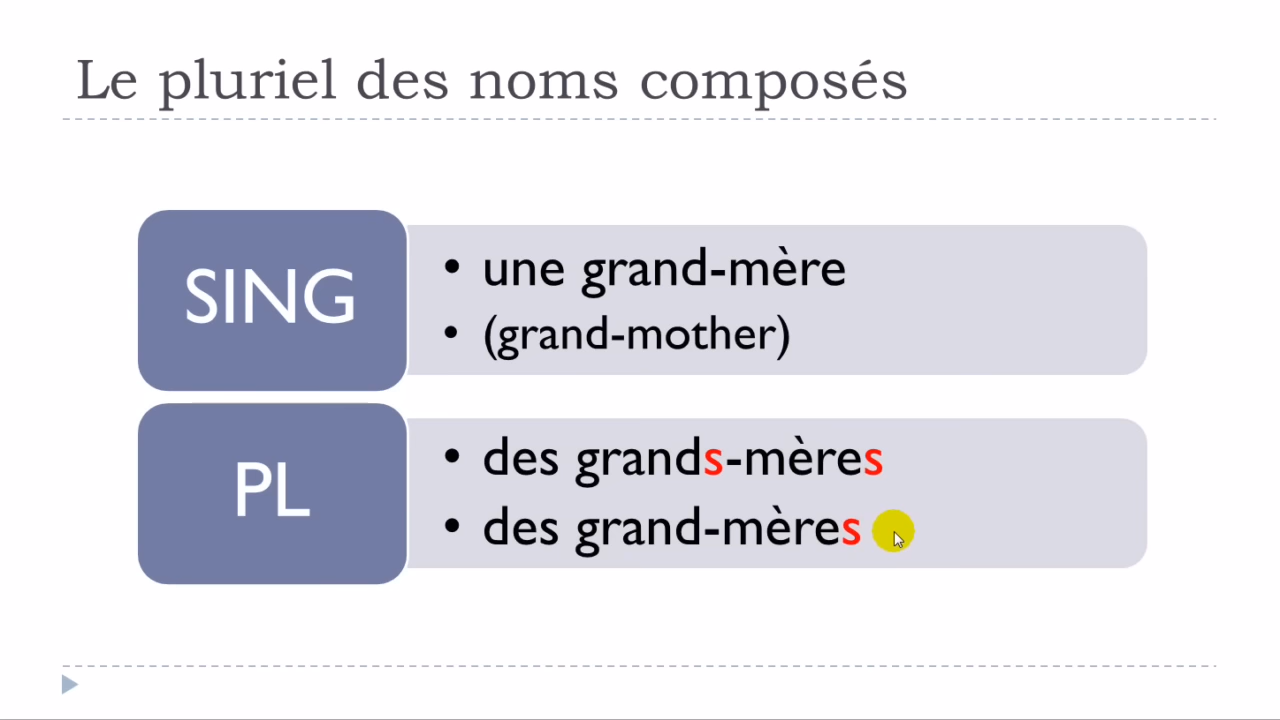 Le pluriel des noms composés
SING
• une grand-mère
• (grand-mother)
PL
• des grands-mères
• des grand-mères